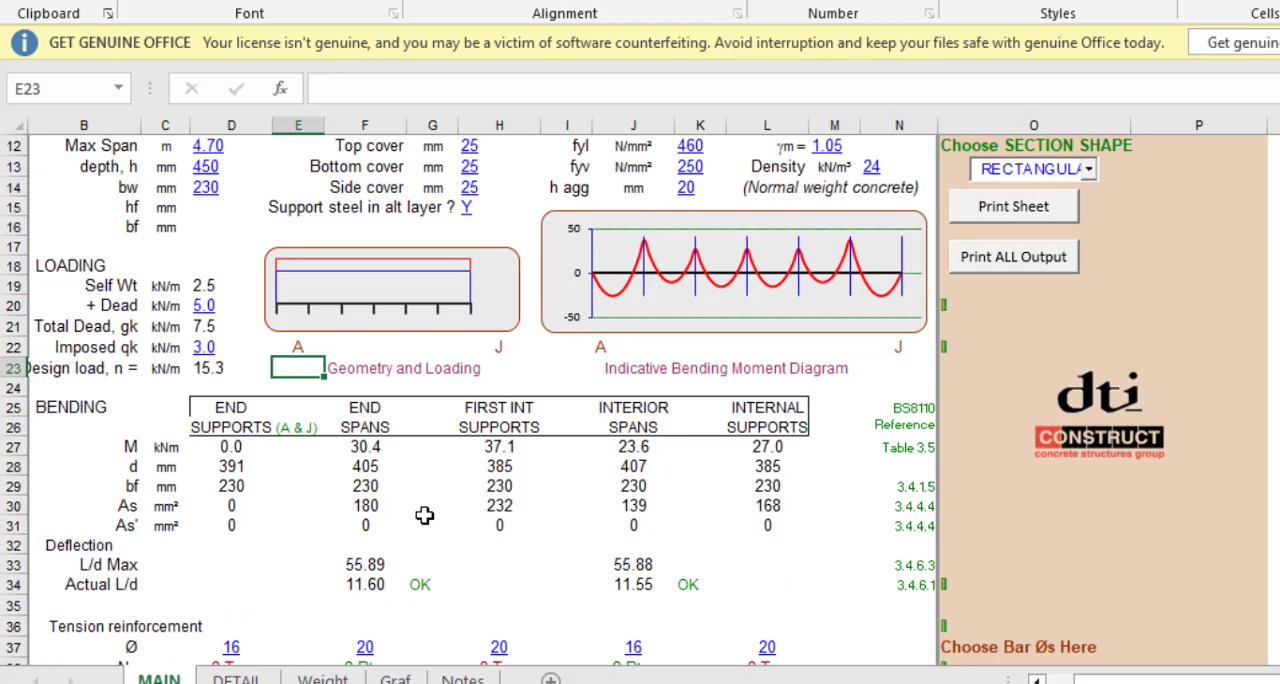 Clipboard Font Alignment Number Styles Cells
GET GENUINE OFFICE Your license isn't genuine, and you may be a victim of software counterfeiting. Avoid interruption and keep your files safe with genuine Office today. Get genuin
E23 fx
B C D E F G H I J K L M N O P
12 Max Span m 4.70 Top cover mm 25 fyl N/mm² 460 γm = 1.05 Choose SECTION SHAPE
13 depth, h mm 450 Bottom cover mm 25 fyv N/mm² 250 Density kN/m³ 24 RECTANGULA
14 bw mm 230 Side cover mm 25 h agg mm 20 (Normal weight concrete)
15 hf mm Support steel in alt layer ? Y Print Sheet
16 bf mm 50
17
18 LOADING 0 Print ALL Output
19 Self Wt kN/m 2.5
20 + Dead kN/m 5.0
21 Total Dead, gk kN/m 7.5 -50
22 Imposed qk kN/m 3.0 A J A J
23 Design load, n = kN/m 15.3 Geometry and Loading Indicative Bending Moment Diagram
24 dti
25 BENDING END END FIRST INT INTERIOR INTERNAL BS8110
26 SUPPORTS (A & J) SPANS SUPPORTS SPANS SUPPORTS Reference CONSTRUCT
27 M kNm 0.0 30.4 37.1 23.6 27.0 Table 3.5 concrete structures group
28 d mm 391 405 385 407 385
29 bf mm 230 230 230 230 230 3.4.1.5
30 As mm² 0 180 232 139 168 3.4.4.4
31 As' mm² 0 0 0 0 0 3.4.4.4
32 Deflection
33 L/d Max 55.89 55.88 3.4.6.3
34 Actual L/d 11.60 OK 11.55 OK 3.4.6.1
35
36 Tension reinforcement
37 Ø mm 16 20 20 16 20 Choose Bar Øs Here
MAIN DETAIL Weight Graf Notes